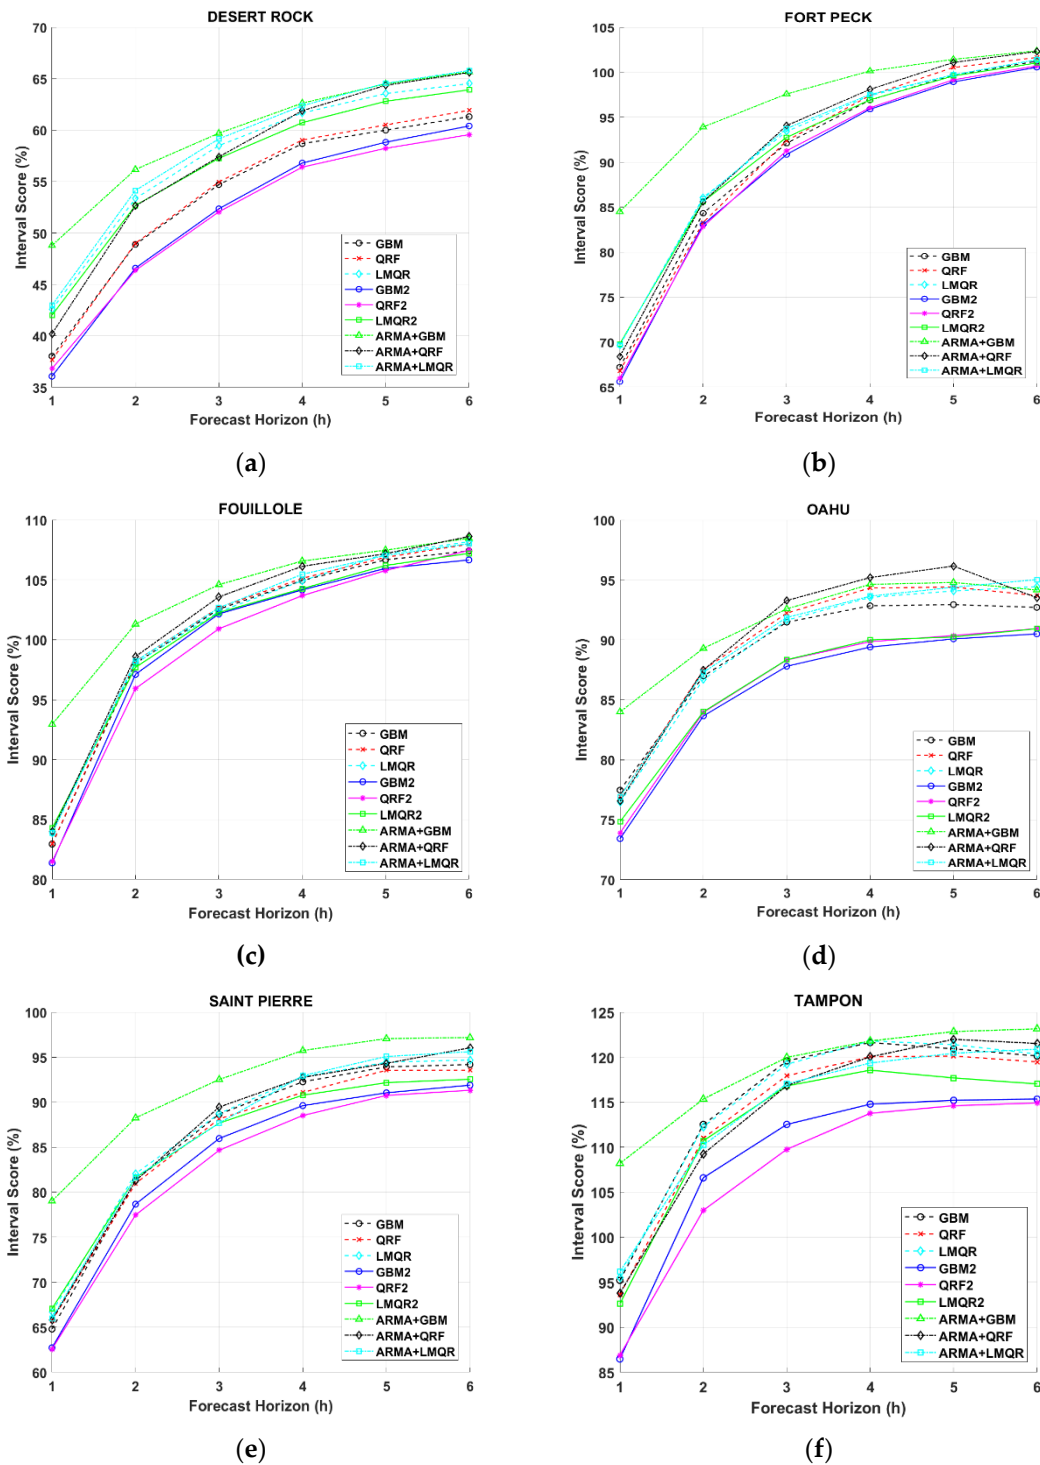 DESERT ROCK
Interval Score (%)
70
65
60
55
50
45
40
35
1 2 3 4 5 6
Forecast Horizon (h)
GBM
QRF
LMQR
GBM2
QRF2
LMQR2
ARMA+GBM
ARMA+QRF
ARMA+LMQR
(a)
FORT PECK
Interval Score (%)
105
100
95
90
85
80
75
70
65
1 2 3 4 5 6
Forecast Horizon (h)
GBM
QRF
LMQR
GBM2
QRF2
LMQR2
ARMA+GBM
ARMA+QRF
ARMA+LMQR
(b)
FOUILLOLE
Interval Score (%)
110
105
100
95
90
85
80
1 2 3 4 5 6
Forecast Horizon (h)
GBM
QRF
LMQR
GBM2
QRF2
LMQR2
ARMA+GBM
ARMA+QRF
ARMA+LMQR
(c)
OAHU
Interval Score (%)
100
95
90
85
80
75
70
1 2 3 4 5 6
Forecast Horizon (h)
GBM
QRF
LMQR
GBM2
QRF2
LMQR2
ARMA+GBM
ARMA+QRF
ARMA+LMQR
(d)
SAINT PIERRE
Interval Score (%)
100
95
90
85
80
75
70
65
60
1 2 3 4 5 6
Forecast Horizon (h)
GBM
QRF
LMQR
GBM2
QRF2
LMQR2
ARMA+GBM
ARMA+QRF
ARMA+LMQR
(e)
TAMPON
Interval Score (%)
125
120
115
110
105
100
95
90
85
1 2 3 4 5 6
Forecast Horizon (h)
GBM
QRF
LMQR
GBM2
QRF2
LMQR2
ARMA+GBM
ARMA+QRF
ARMA+LMQR
(f)